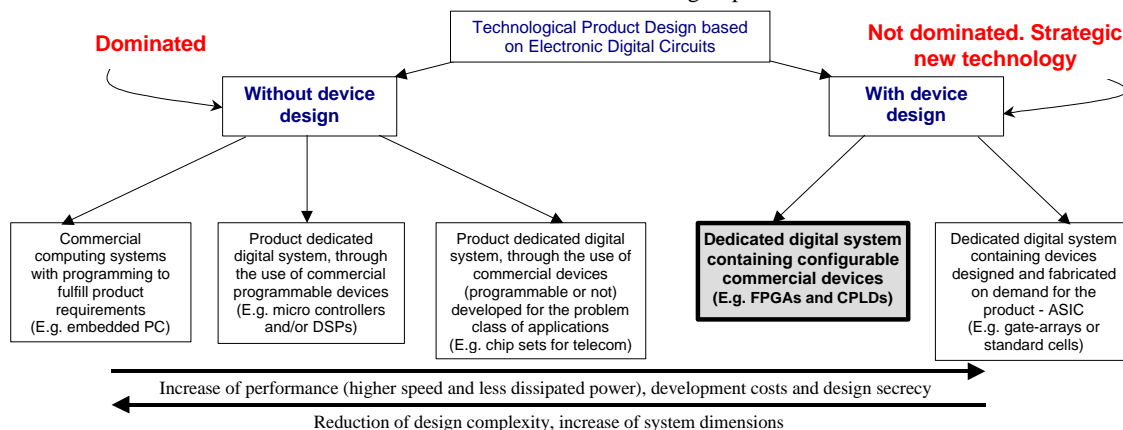 Technological Product Design based
on Electronic Digital Circuits
Dominated
Not dominated. Strategic
new technology
Without device
design
With device
design
Commercial
computing systems
with programming to
fulfill product
requirements
(E.g. embedded PC)
Product dedicated
digital system, through
the use of commercial
programmable devices
(E.g. micro controllers
and/or DSPs)
Product dedicated digital
system, through the use of
commercial devices
(programmable or not)
developed for the problem
class of applications
(E.g. chip sets for telecom)
Dedicated digital system
containing configurable
commercial devices
(E.g. FPGAs and CPLDs)
Dedicated digital system
containing devices
designed and fabricated
on demand for the
product - ASIC
(E.g. gate-arrays or
standard cells)
Increase of performance (higher speed and less dissipated power), development costs and design secrecy
Reduction of design complexity, increase of system dimensions